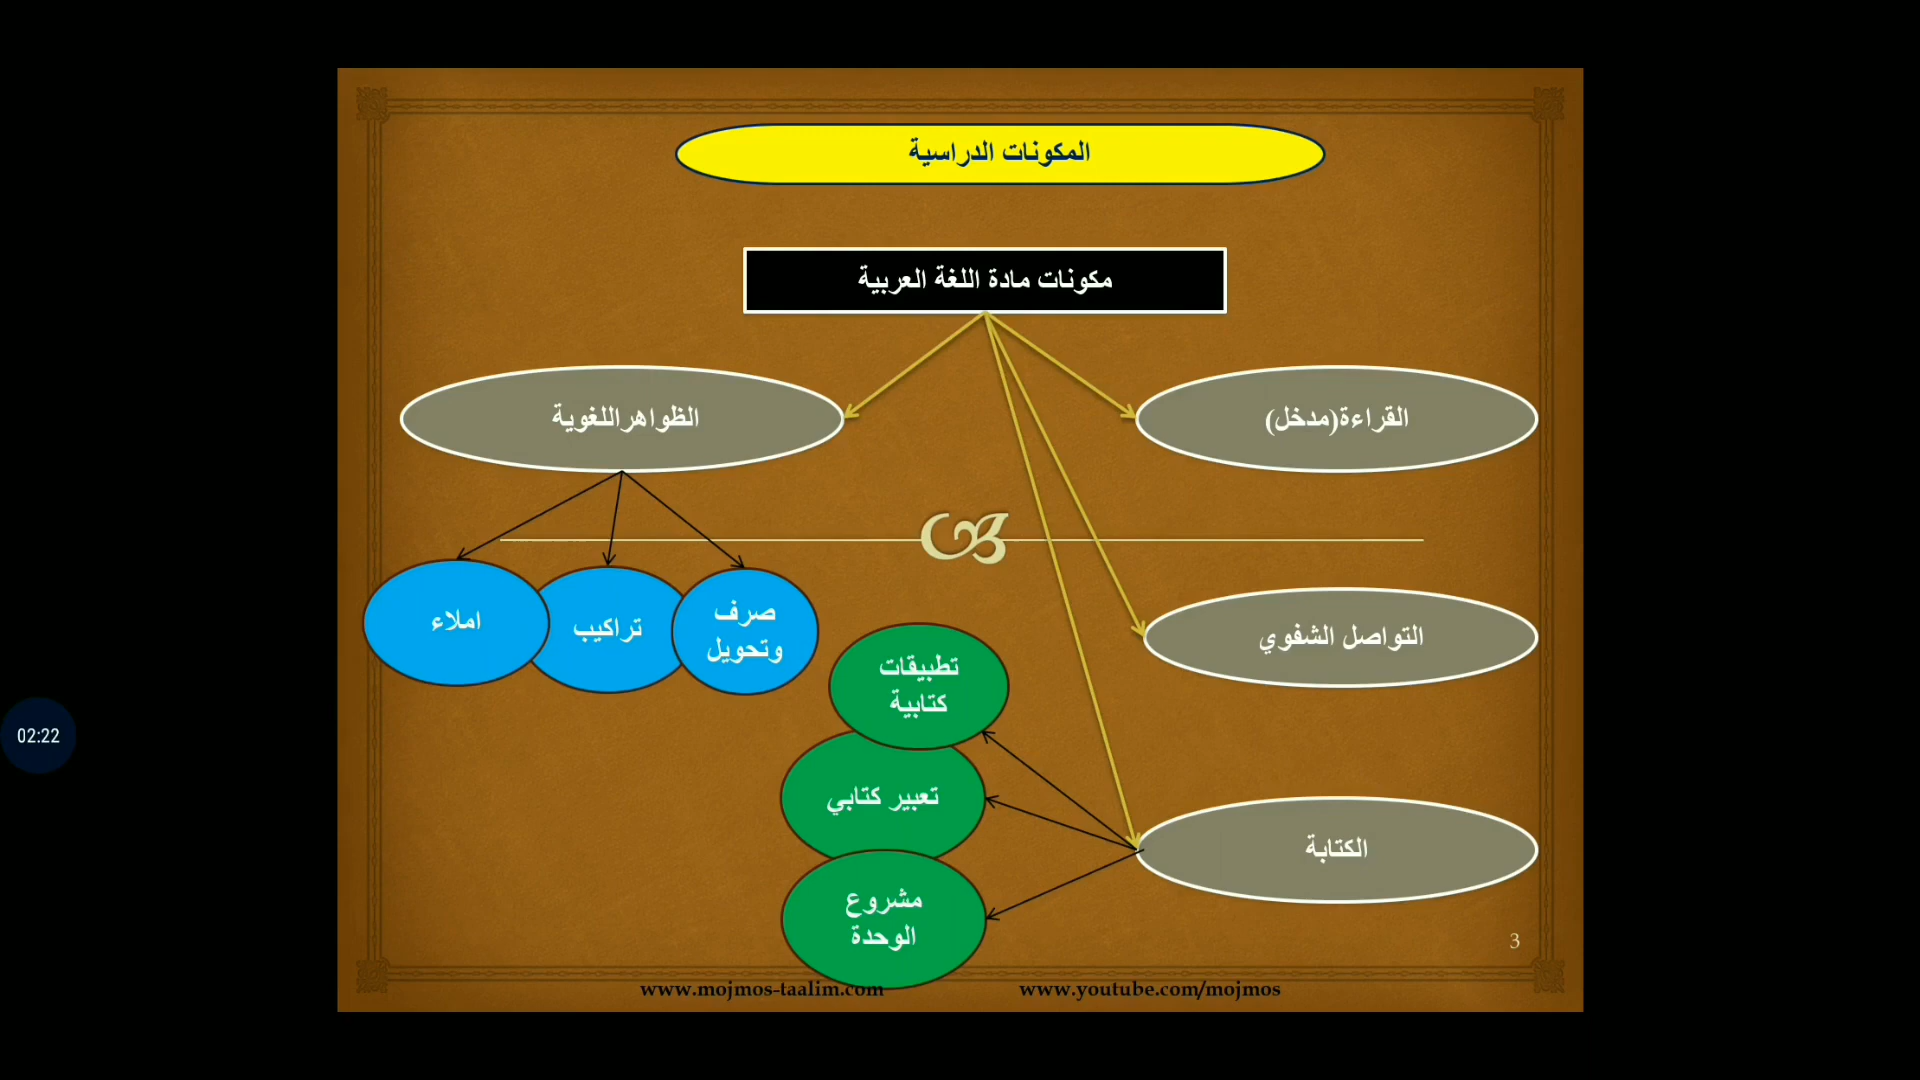 المكونات الدراسية
مكونات مادة اللغة العربية
القراءة(مدخل)
الظواهراللغوية
صرف
وتحويل
تراكيب
املاء
التواصل الشفوي
تطبيقات
كتابية
تعبير كتابي
مشروع
الوحدة
الكتابة
02:22
3
www.mojmos-taalim.com
www.youtube.com/mojmos